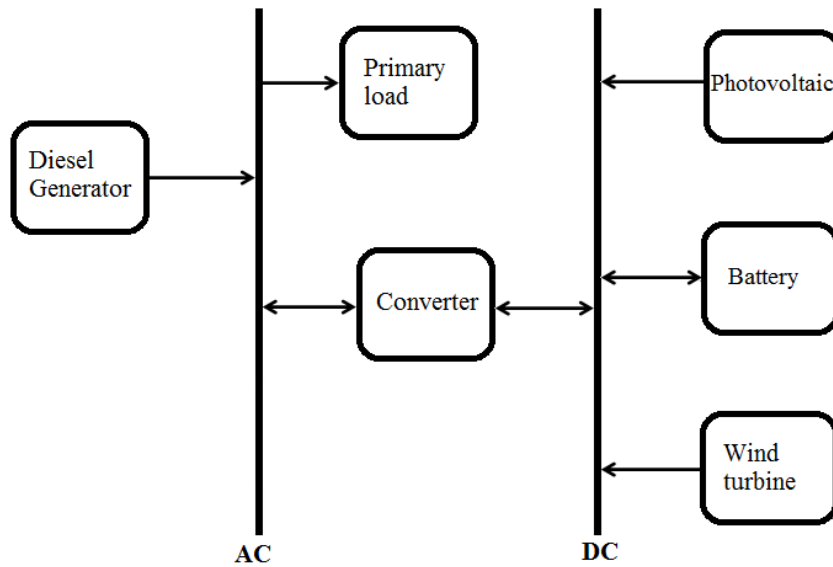 Primary
load
Photovoltaic
Diesel
Generator
Converter
Battery
Wind
turbine
AC
DC